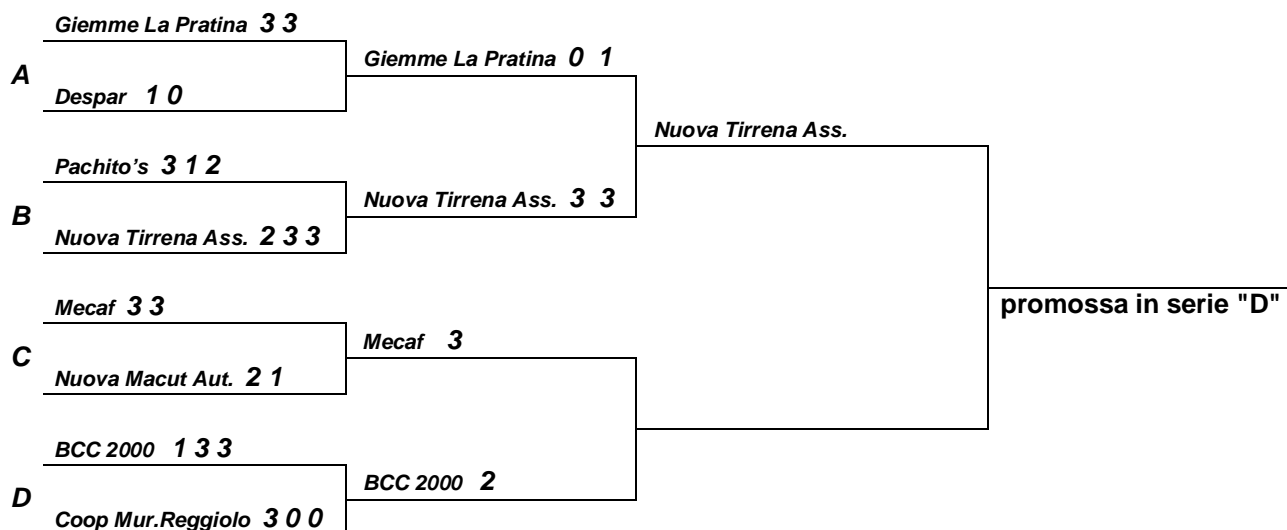 Giemme La Pratina 3 3
A
Despar 1 0
Giemme La Pratina 0 1
Pachito's 3 1 2
B
Nuova Tirrena Ass. 2 3 3
Nuova Tirrena Ass. 3 3
Nuova Tirrena Ass.
Mecaf 3 3
C
Nuova Macut Aut. 2 1
Mecaf 3
BCC 2000 1 3 3
D
Coop Mur.Reggiolo 3 0 0
BCC 2000 2
promossa in serie "D"